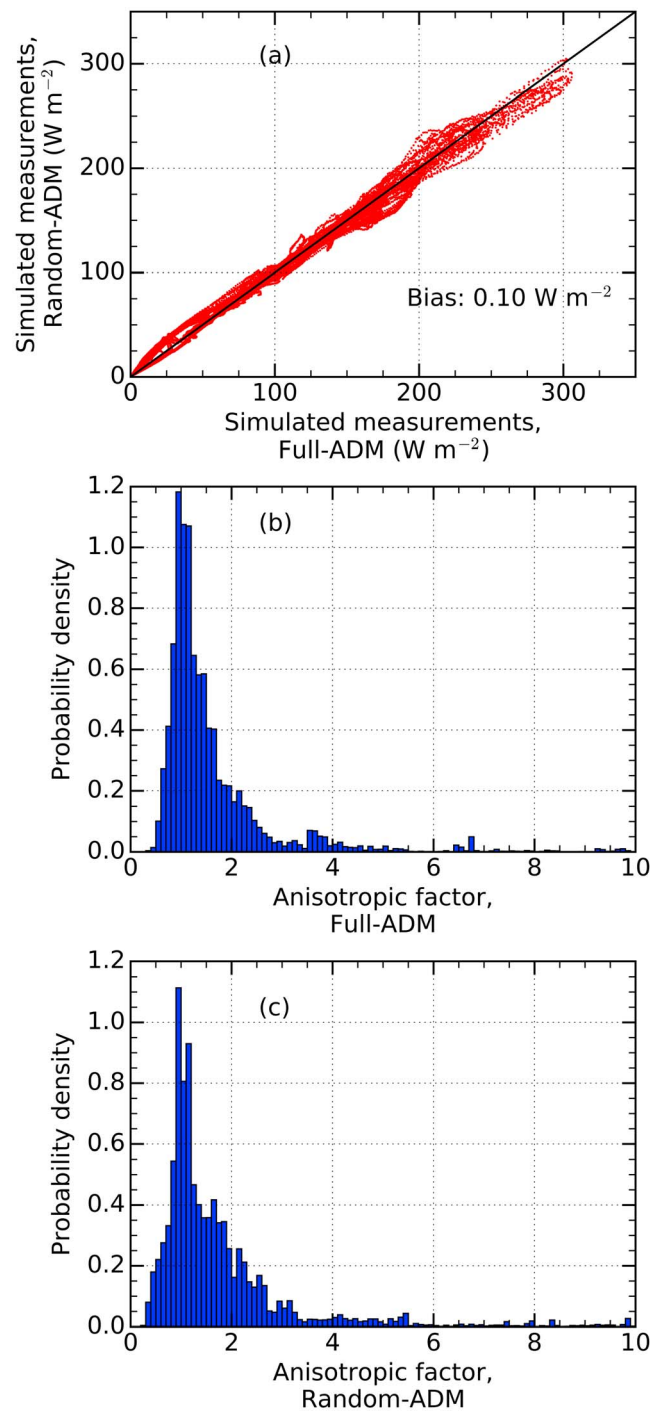 (a)
Simulated measurements,
Random-ADM (W m⁻²)
300
200
100
0
Bias: 0.10 W m⁻²
0 100 200 300
Simulated measurements,
Full-ADM (W m⁻²)
(b)
Probability density
1.2
1.0
0.8
0.6
0.4
0.2
0.0
0 2 4 6 8 10
Anisotropic factor,
Full-ADM
(c)
Probability density
1.2
1.0
0.8
0.6
0.4
0.2
0.0
0 2 4 6 8 10
Anisotropic factor,
Random-ADM